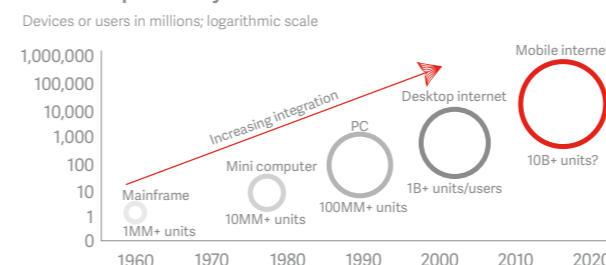 Devices or users in millions; logarithmic scale
1,000,000
100,000
10,000
1,000
100
10
1
0
Increasing integration
Mainframe
1MM+ units
Mini computer
10MM+ units
PC
100MM+ units
Desktop internet
1B+ units/users
Mobile internet
10B+ units?
1960 1970 1980 1990 2000 2010 2020